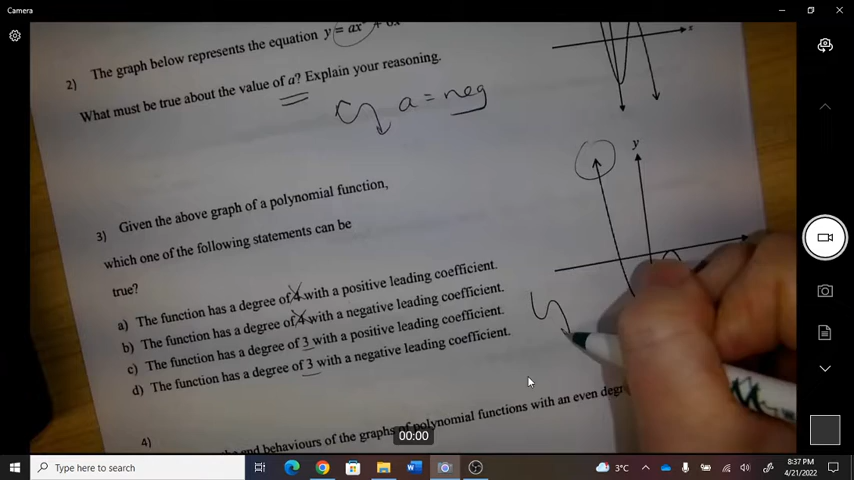 Camera
2) The graph below represents the equation y = ax
What must be true about the value of a? Explain your reasoning.
a = neg
x
y
3) Given the above graph of a polynomial function,
which one of the following statements can be
true?
a) The function has a degree of 4 with a positive leading coefficient.
b) The function has a degree of 4 with a negative leading coefficient.
c) The function has a degree of 3 with a positive leading coefficient.
d) The function has a degree of 3 with a negative leading coefficient.
4) end behaviours of the graphs of polynomial functions with an even
00:00
Type here to search
3°C
8:37 PM
4/21/2022